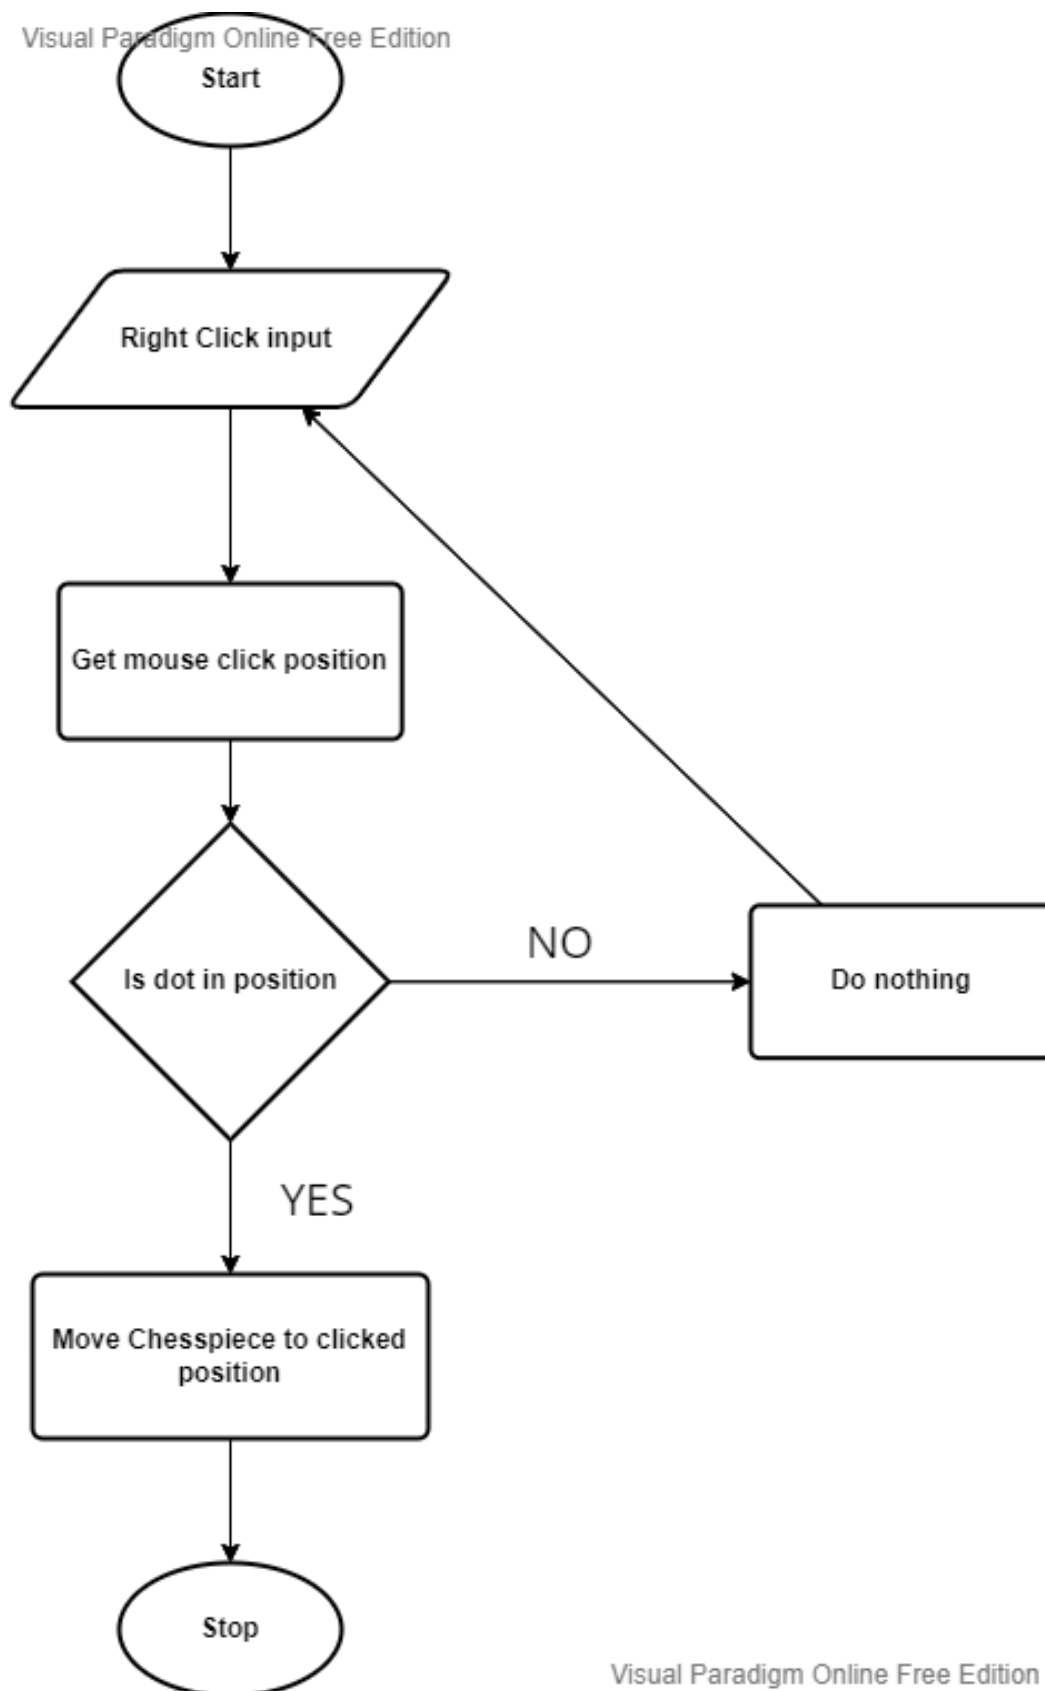 Visual Paradigm Online Free Edition
Start
Right Click input
Get mouse click position
Is dot in position
NO
Do nothing
YES
Move Chesspiece to clicked
position
Stop
Visual Paradigm Online Free Edition